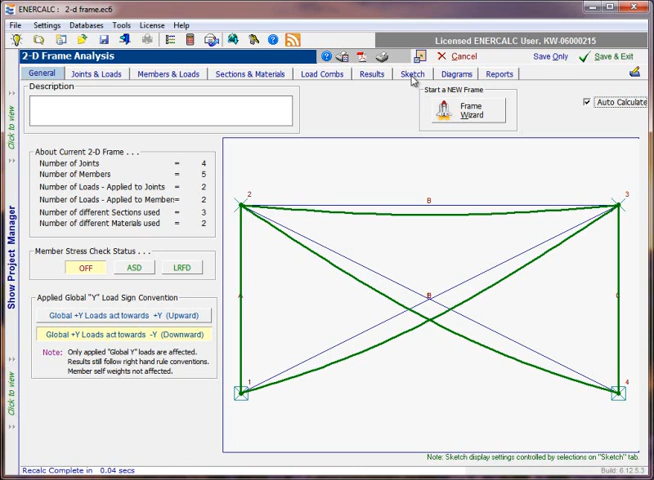 ENERCALC : 2-d frame.ec6
File Settings Databases Tools License Help
Licensed ENERCALC User, KW-06000215
2-D Frame Analysis
Cancel
Save Only
Save & Exit
General
Joints & Loads
Members & Loads
Sections & Materials
Load Combs
Results
Sketch
Diagrams
Reports
Description
Start a NEW Frame
Frame
Wizard
Auto Calculate
Click to view
Show Project Manager
Click to view
About Current 2-D Frame . . .
Number of Joints = 4
Number of Members = 5
Number of Loads - Applied to Joints = 2
Number of Loads - Applied to Member= 2
Number of different Sections used = 3
Number of different Materials used = 2
Member Stress Check Status . . .
OFF ASD LRFD
Applied Global "Y" Load Sign Convention
Global +Y Loads act towards +Y (Upward)
Global +Y Loads act towards -Y (Downward)
Note: Only applied "Global Y" loads are affected.
Results still follow right hand rule conventions.
Member self weights not affected.
2 B 3
1 4
Note: Sketch display settings controlled by selections on "Sketch" tab.
Recalc Complete in 0.04 secs
Build: 6.12.5.3